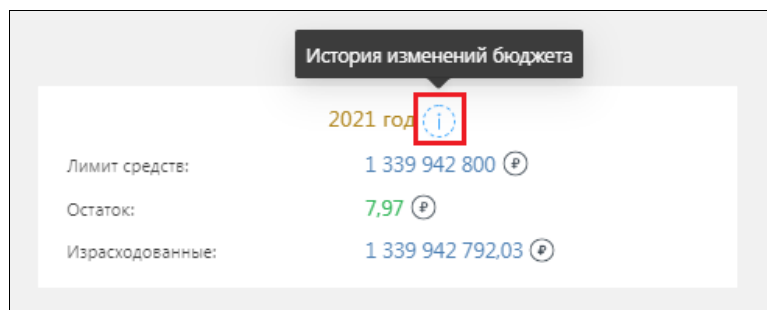 История изменений бюджета
2021 год i
Лимит средств: 1 339 942 800 ₽
Остаток: 7,97 ₽
Израсходованные: 1 339 942 792,03 ₽